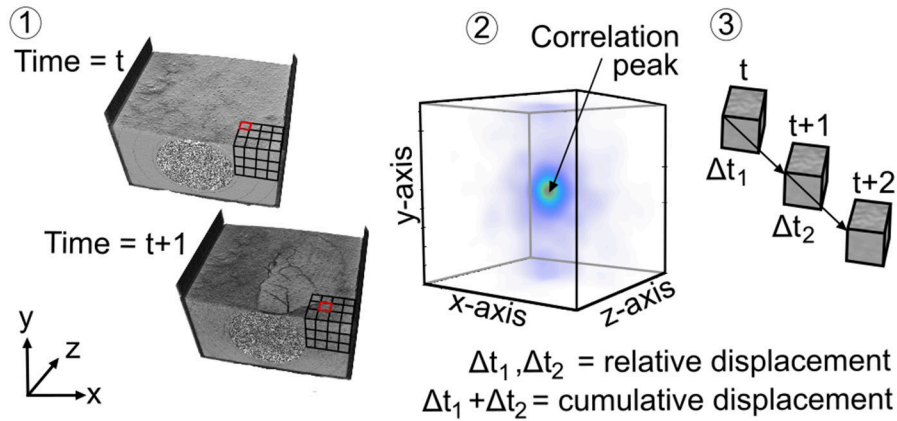 1
Time = t
Time = t+1
y
z
x
2
Correlation
peak
y-axis
x-axis
z-axis
3
t
t+1
t+2
Δt₁
Δt₂
Δt₁ ,Δt₂ = relative displacement
Δt₁ +Δt₂ = cumulative displacement